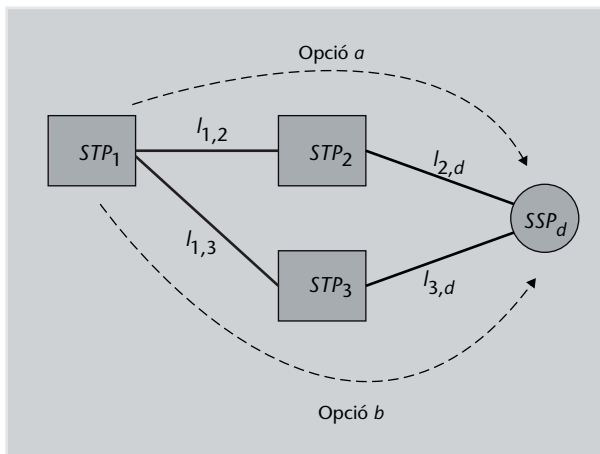 Opció a
STP1
l1,2
STP2
l2,d
SSPd
l1,3
STP3
l3,d
Opció b